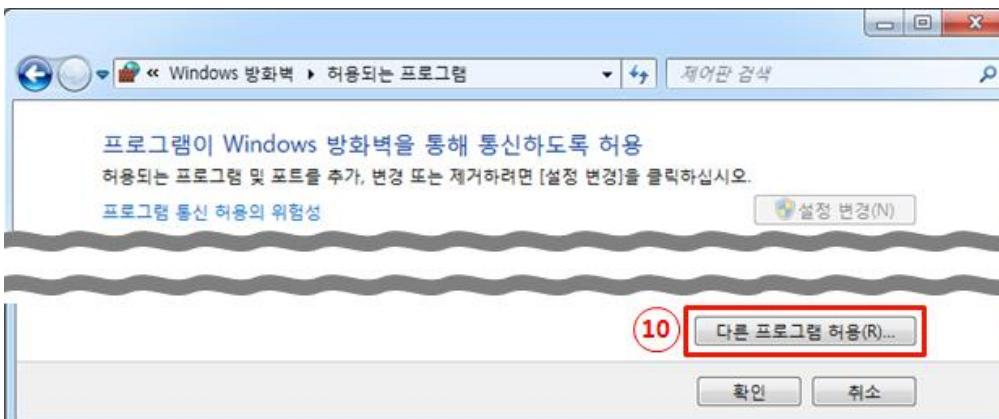 « Windows 방화벽 ▸ 허용되는 프로그램
제어판 검색
프로그램이 Windows 방화벽을 통해 통신하도록 허용
허용되는 프로그램 및 포트를 추가, 변경 또는 제거하려면 [설정 변경]을 클릭하십시오.
프로그램 통신 허용의 위험성
설정 변경(N)
10
다른 프로그램 허용(R)...
확인
취소